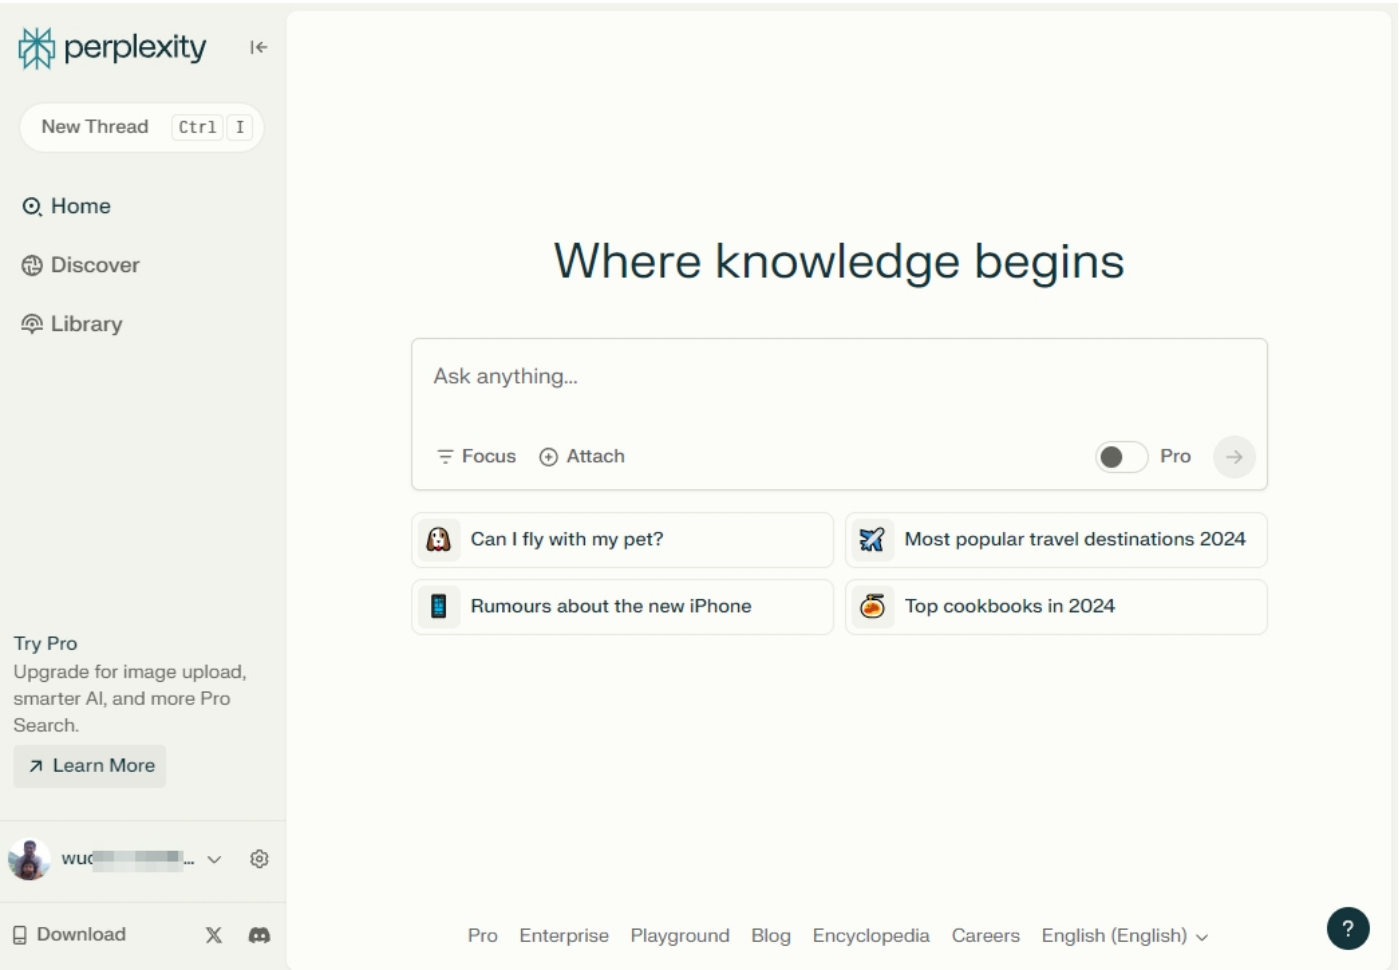 perplexity
New Thread Ctrl I
Home
Discover
Library
Where knowledge begins
Ask anything...
Focus Attach Pro
Can I fly with my pet?
Most popular travel destinations 2024
Rumours about the new iPhone
Top cookbooks in 2024
Try Pro
Upgrade for image upload,
smarter AI, and more Pro
Search.
Learn More
Download
Pro Enterprise Playground Blog Encyclopedia Careers English (English)
?